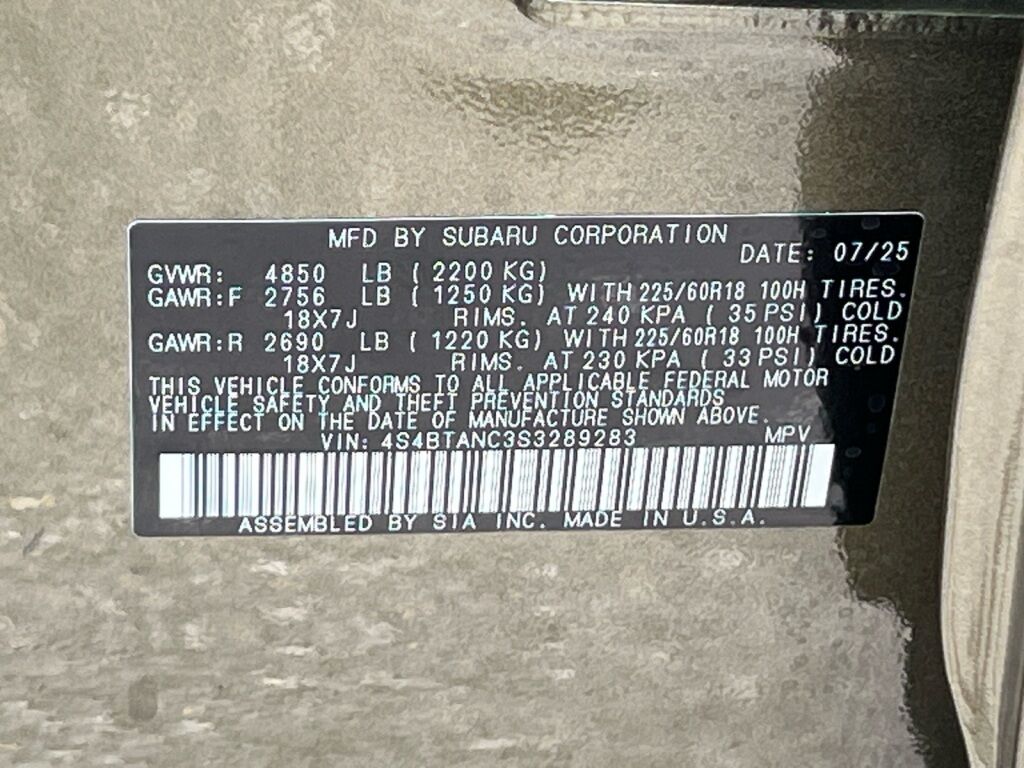 MFD BY SUBARU CORPORATION
DATE: 07/25
GVWR: 4850 LB ( 2200 KG)
GAWR:F 2756 LB ( 1250 KG) WITH 225/60R18 100H TIRES.
18X7J RIMS. AT 240 KPA ( 35 PSI) COLD
GAWR:R 2690 LB ( 1220 KG) WITH 225/60R18 100H TIRES.
18X7J RIMS. AT 230 KPA ( 33 PSI) COLD
THIS VEHICLE CONFORMS TO ALL APPLICABLE FEDERAL MOTOR
VEHICLE SAFETY AND THEFT PREVENTION STANDARDS
IN EFFECT ON THE DATE OF MANUFACTURE SHOWN ABOVE.
VIN: 4S4BTANC3S3289283 MPV
ASSEMBLED BY SIA INC. MADE IN U.S.A.